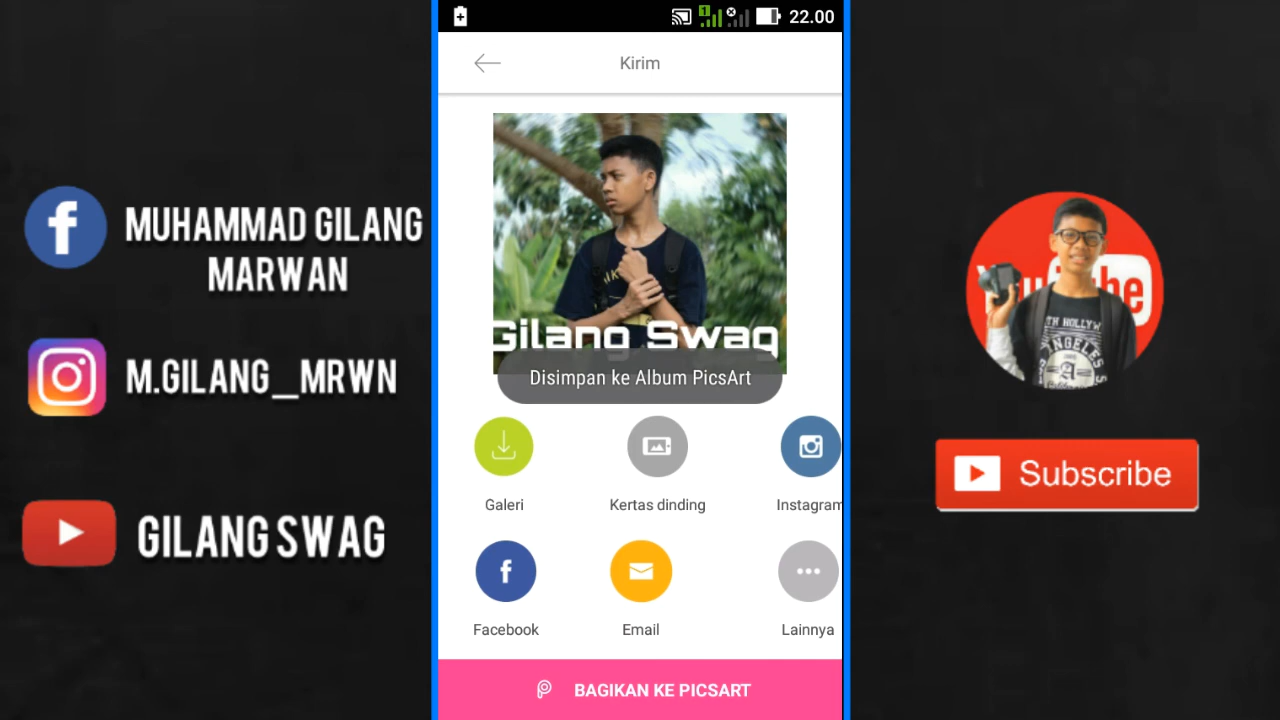 22.00
Kirim
MUHAMMAD GILANG
MARWAN
M.GILANG_MRWN
GILANG SWAG
Gilang Swag
Disimpan ke Album PicsArt
Galeri
Kertas dinding
Instagram
Facebook
Email
Lainnya
BAGIKAN KE PICSART
Subscribe